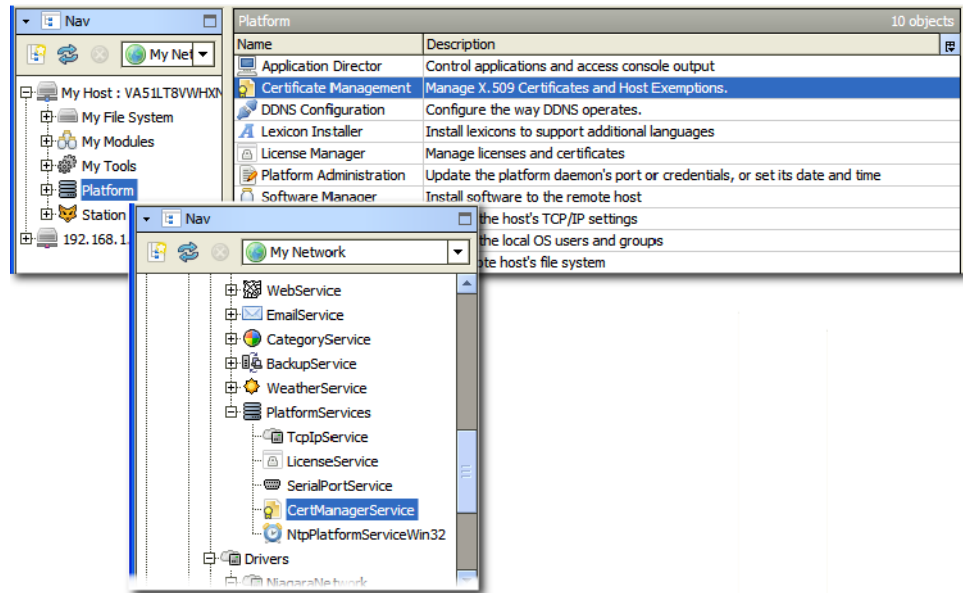 Nav
My Net
My Host : VA51LT8VWHXN
My File System
My Modules
My Tools
Platform
Station
192.168.1.
Platform 10 objects
Name Description
Application Director Control applications and access console output
Certificate Management Manage X.509 Certificates and Host Exemptions.
DDNS Configuration Configure the way DDNS operates.
Lexicon Installer Install lexicons to support additional languages
License Manager Manage licenses and certificates
Platform Administration Update the platform daemon's port or credentials, or set its date and time
Software Manager Install software to the remote host
the host's TCP/IP settings
the local OS users and groups
host's file system
Nav
My Network
WebService
EmailService
CategoryService
BackupService
WeatherService
PlatformServices
TcpIpService
LicenseService
SerialPortService
CertManagerService
NtpPlatformServiceWin32
Drivers
NiagaraNetwork